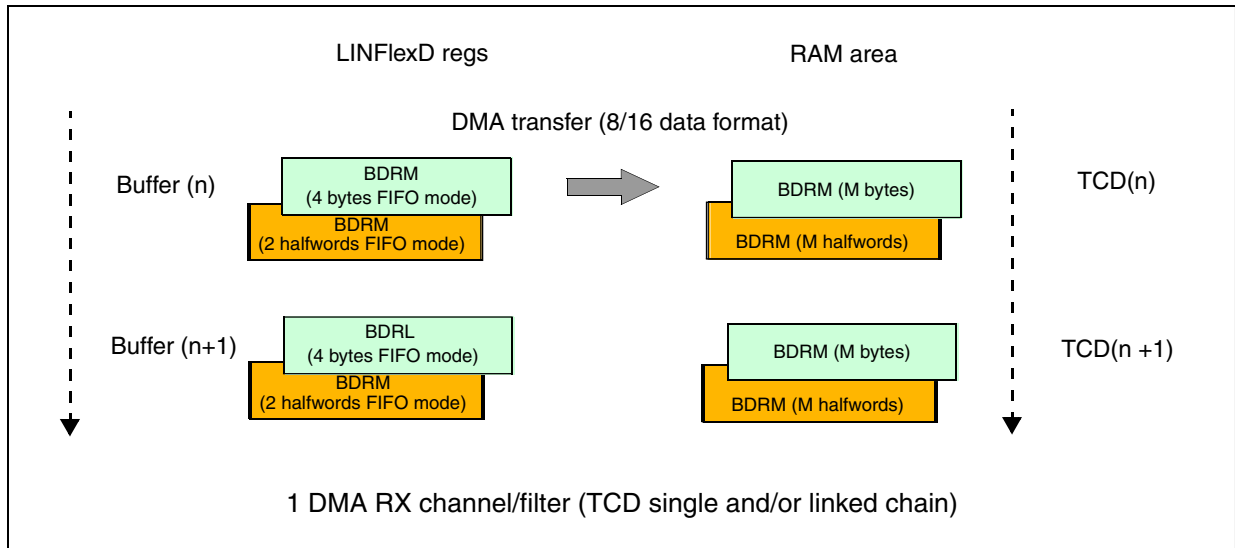 LINFlexD regs
RAM area
DMA transfer (8/16 data format)
Buffer (n)
BDRM
(4 bytes FIFO mode)
BDRM
(2 halfwords FIFO mode)
BDRM (M bytes)
BDRM (M halfwords)
TCD(n)
Buffer (n+1)
BDRL
(4 bytes FIFO mode)
BDRM
(2 halfwords FIFO mode)
BDRM (M bytes)
BDRM (M halfwords)
TCD(n +1)
1 DMA RX channel/filter (TCD single and/or linked chain)